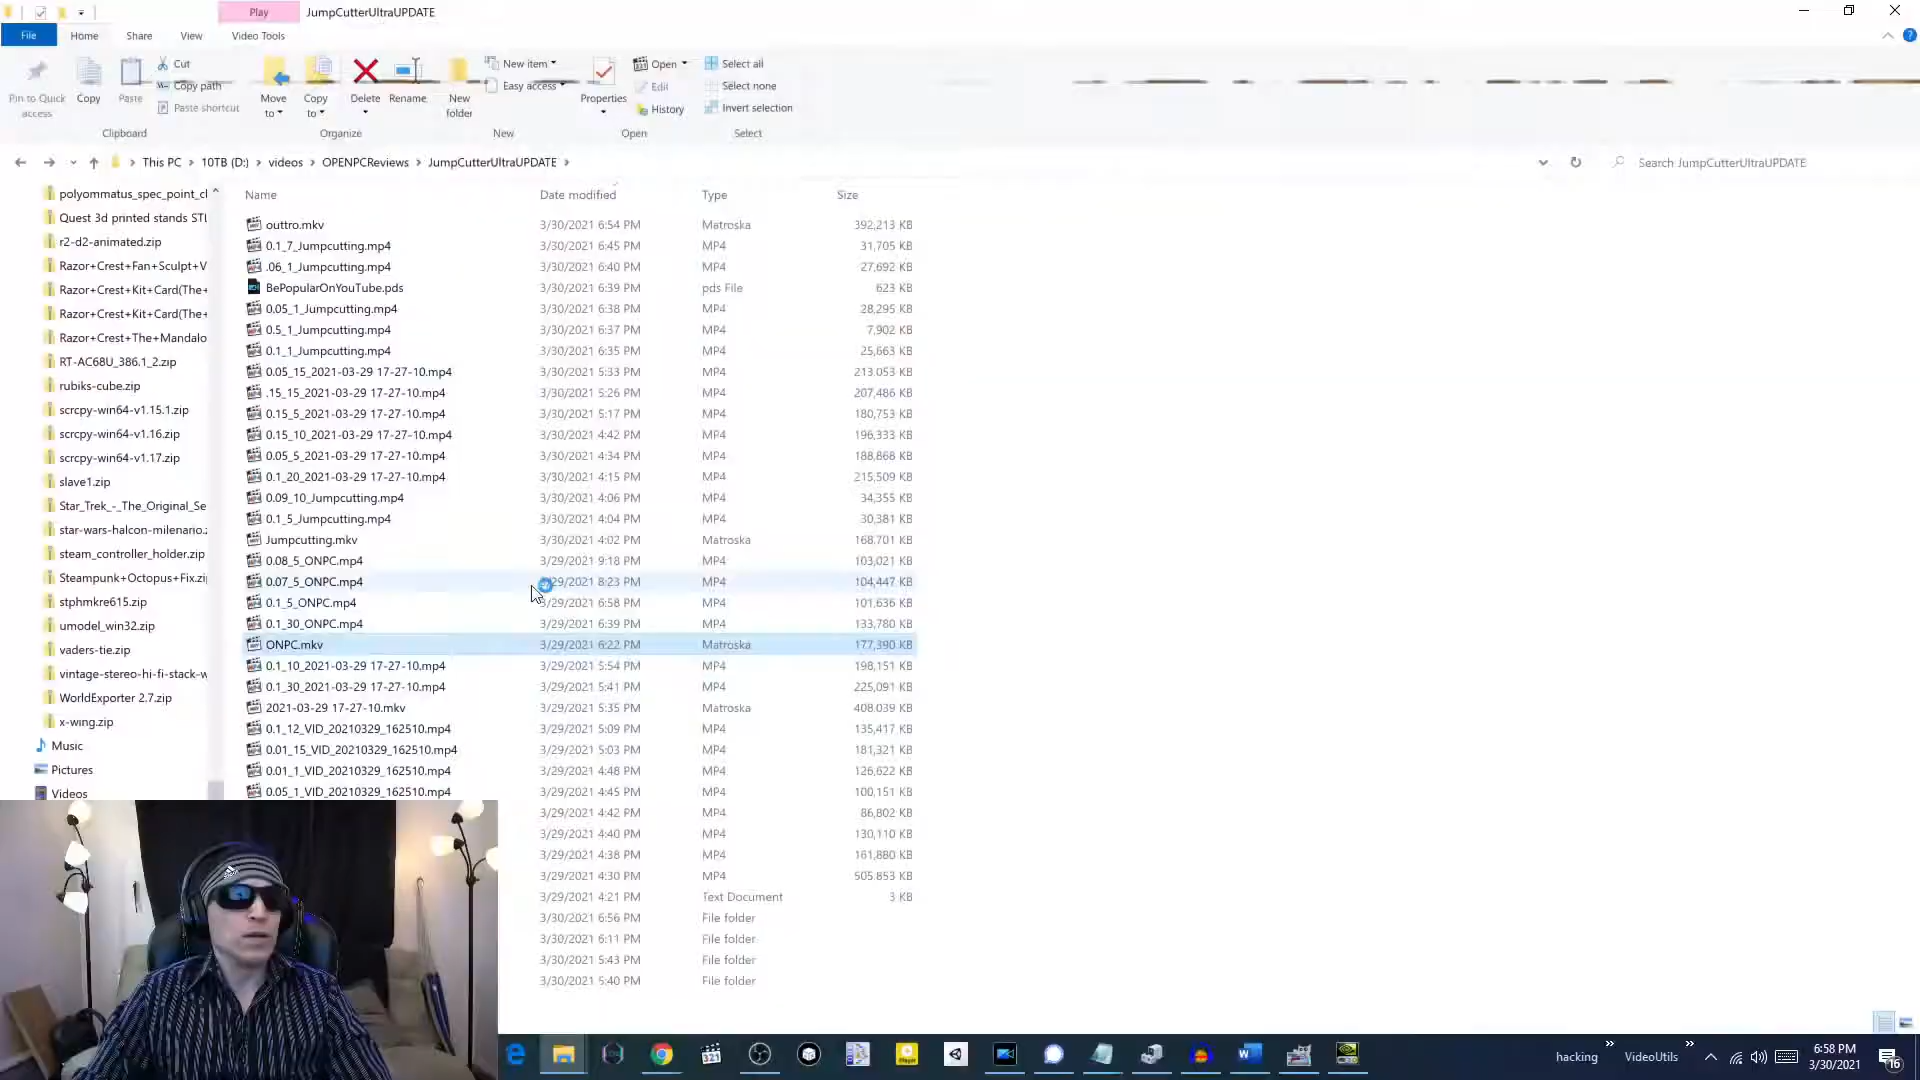 Play JumpCutterUltraUPDATE
File Home Share View Video Tools
Pin to Quick access
Copy
Paste
Cut
Copy path
Paste shortcut
Clipboard
Move to
Copy to
Delete
Rename
Organize
New folder
New item
Easy access
New
Properties
Open
Edit
History
Open
Select all
Select none
Invert selection
Select
This PC > 10TB (D:) > videos > OPENPCReviews > JumpCutterUltraUPDATE >
Search JumpCutterUltraUPDATE
polyommatus_spec_point_cl
Quest 3d printed stands STL
r2-d2-animated.zip
Razor+Crest+Fan+Sculpt+V
Razor+Crest+Kit+Card(The+
Razor+Crest+Kit+Card(The+
Razor+Crest+The+Mandalo
RT-AC68U_386.1_2.zip
rubiks-cube.zip
scrcpy-win64-v1.15.1.zip
scrcpy-win64-v1.16.zip
scrcpy-win64-v1.17.zip
slave1.zip
Star_Trek_-_The_Original_Se
star-wars-halcon-milenario.z
steam_controller_holder.zip
Steampunk+Octopus+Fix.zi
stphmkre615.zip
umodel_win32.zip
vaders-tie.zip
vintage-stereo-hi-fi-stack-w
WorldExporter 2.7.zip
x-wing.zip
Music
Pictures
Videos
Name Date modified Type Size
outtro.mkv 3/30/2021 6:54 PM Matroska 392,213 KB
0.1_7_Jumpcutting.mp4 3/30/2021 6:45 PM MP4 31,705 KB
.06_1_Jumpcutting.mp4 3/30/2021 6:40 PM MP4 27,692 KB
BePopularOnYouTube.pds 3/30/2021 6:39 PM pds File 623 KB
0.05_1_Jumpcutting.mp4 3/30/2021 6:38 PM MP4 28,295 KB
0.5_1_Jumpcutting.mp4 3/30/2021 6:37 PM MP4 7,902 KB
0.1_1_Jumpcutting.mp4 3/30/2021 6:35 PM MP4 25,663 KB
0.05_15_2021-03-29 17-27-10.mp4 3/30/2021 5:33 PM MP4 213,053 KB
.15_15_2021-03-29 17-27-10.mp4 3/30/2021 5:26 PM MP4 207,486 KB
0.15_5_2021-03-29 17-27-10.mp4 3/30/2021 5:17 PM MP4 180,753 KB
0.15_10_2021-03-29 17-27-10.mp4 3/30/2021 4:42 PM MP4 196,333 KB
0.05_5_2021-03-29 17-27-10.mp4 3/30/2021 4:34 PM MP4 188,868 KB
0.1_20_2021-03-29 17-27-10.mp4 3/30/2021 4:15 PM MP4 215,509 KB
0.09_10_Jumpcutting.mp4 3/30/2021 4:06 PM MP4 34,355 KB
0.1_5_Jumpcutting.mp4 3/30/2021 4:04 PM MP4 30,381 KB
Jumpcutting.mkv 3/30/2021 4:02 PM Matroska 168,701 KB
0.08_5_ONPC.mp4 3/29/2021 9:18 PM MP4 103,021 KB
0.07_5_ONPC.mp4 /29/2021 8:23 PM MP4 104,447 KB
0.1_5_ONPC.mp4 3/29/2021 6:58 PM MP4 101,636 KB
0.1_30_ONPC.mp4 3/29/2021 6:39 PM MP4 133,780 KB
ONPC.mkv 3/29/2021 6:22 PM Matroska 177,390 KB
0.1_10_2021-03-29 17-27-10.mp4 3/29/2021 5:54 PM MP4 198,151 KB
0.1_30_2021-03-29 17-27-10.mp4 3/29/2021 5:41 PM MP4 225,091 KB
2021-03-29 17-27-10.mkv 3/29/2021 5:35 PM Matroska 408,039 KB
0.1_12_VID_20210329_162510.mp4 3/29/2021 5:09 PM MP4 135,417 KB
0.01_15_VID_20210329_162510.mp4 3/29/2021 5:03 PM MP4 181,321 KB
0.01_1_VID_20210329_162510.mp4 3/29/2021 4:48 PM MP4 126,622 KB
0.05_1_VID_20210329_162510.mp4 3/29/2021 4:45 PM MP4 100,151 KB
3/29/2021 4:42 PM MP4 86,802 KB
3/29/2021 4:40 PM MP4 130,110 KB
3/29/2021 4:38 PM MP4 161,880 KB
3/29/2021 4:30 PM MP4 505,853 KB
3/29/2021 4:21 PM Text Document 3 KB
3/30/2021 6:56 PM File folder
3/30/2021 6:11 PM File folder
3/30/2021 5:43 PM File folder
3/30/2021 5:40 PM File folder
hacking VideoUtils
6:58 PM
3/30/2021
16